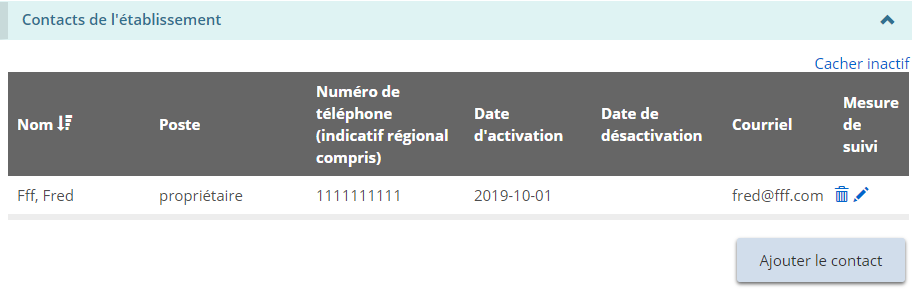 Contacts de l'établissement
Cacher inactif
Nom
Poste
Numéro de
téléphone
(indicatif régional
compris)
Date
d'activation
Date de
désactivation
Courriel
Mesure
de
suivi
Fff, Fred propriétaire 1111111111 2019-10-01 fred@fff.com
Ajouter le contact